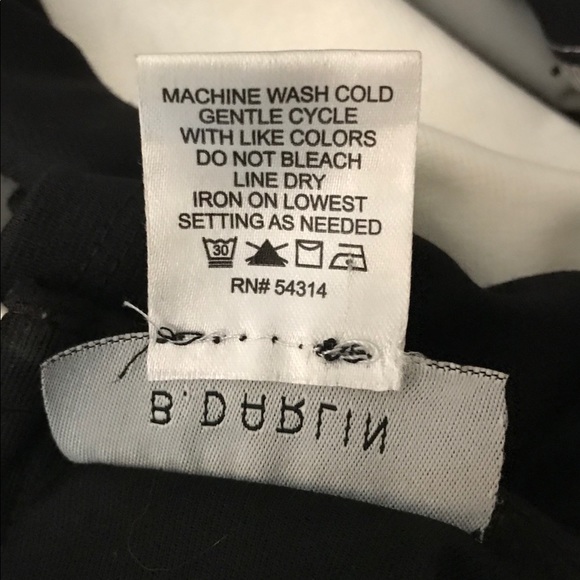 MACHINE WASH COLD
GENTLE CYCLE
WITH LIKE COLORS
DO NOT BLEACH
LINE DRY
IRON ON LOWEST
SETTING AS NEEDED
30
RN# 54314
B. DARLIN